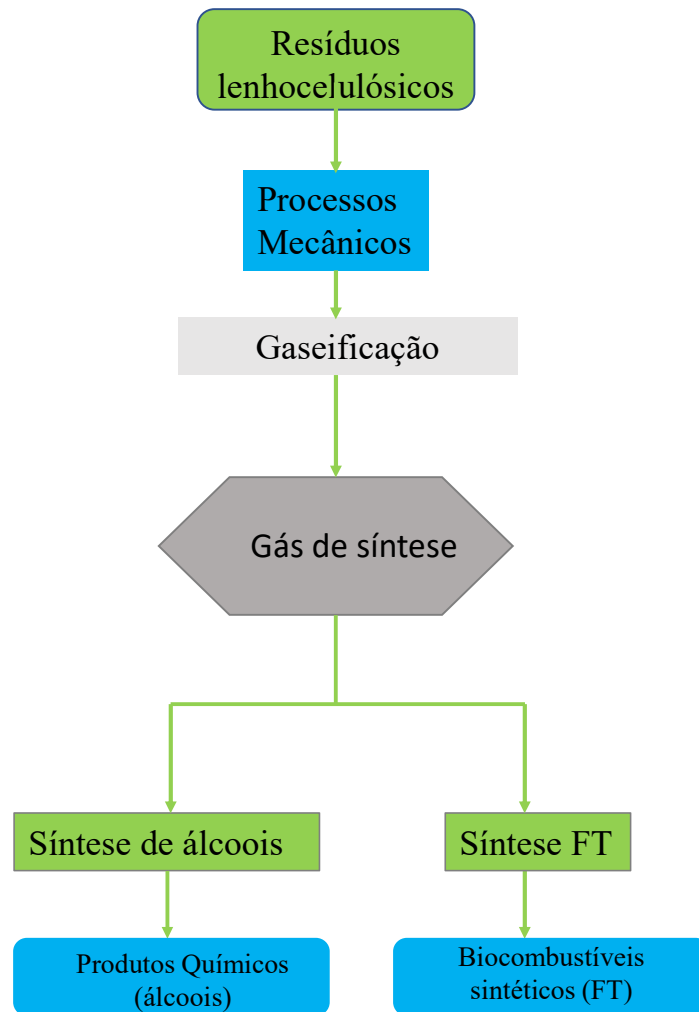 Resíduos
lenhocelulósicos
Processos
Mecânicos
Gaseificação
Gás de síntese
Síntese de álcoois
Síntese FT
Produtos Químicos
(álcoois)
Biocombustíveis
sintéticos (FT)